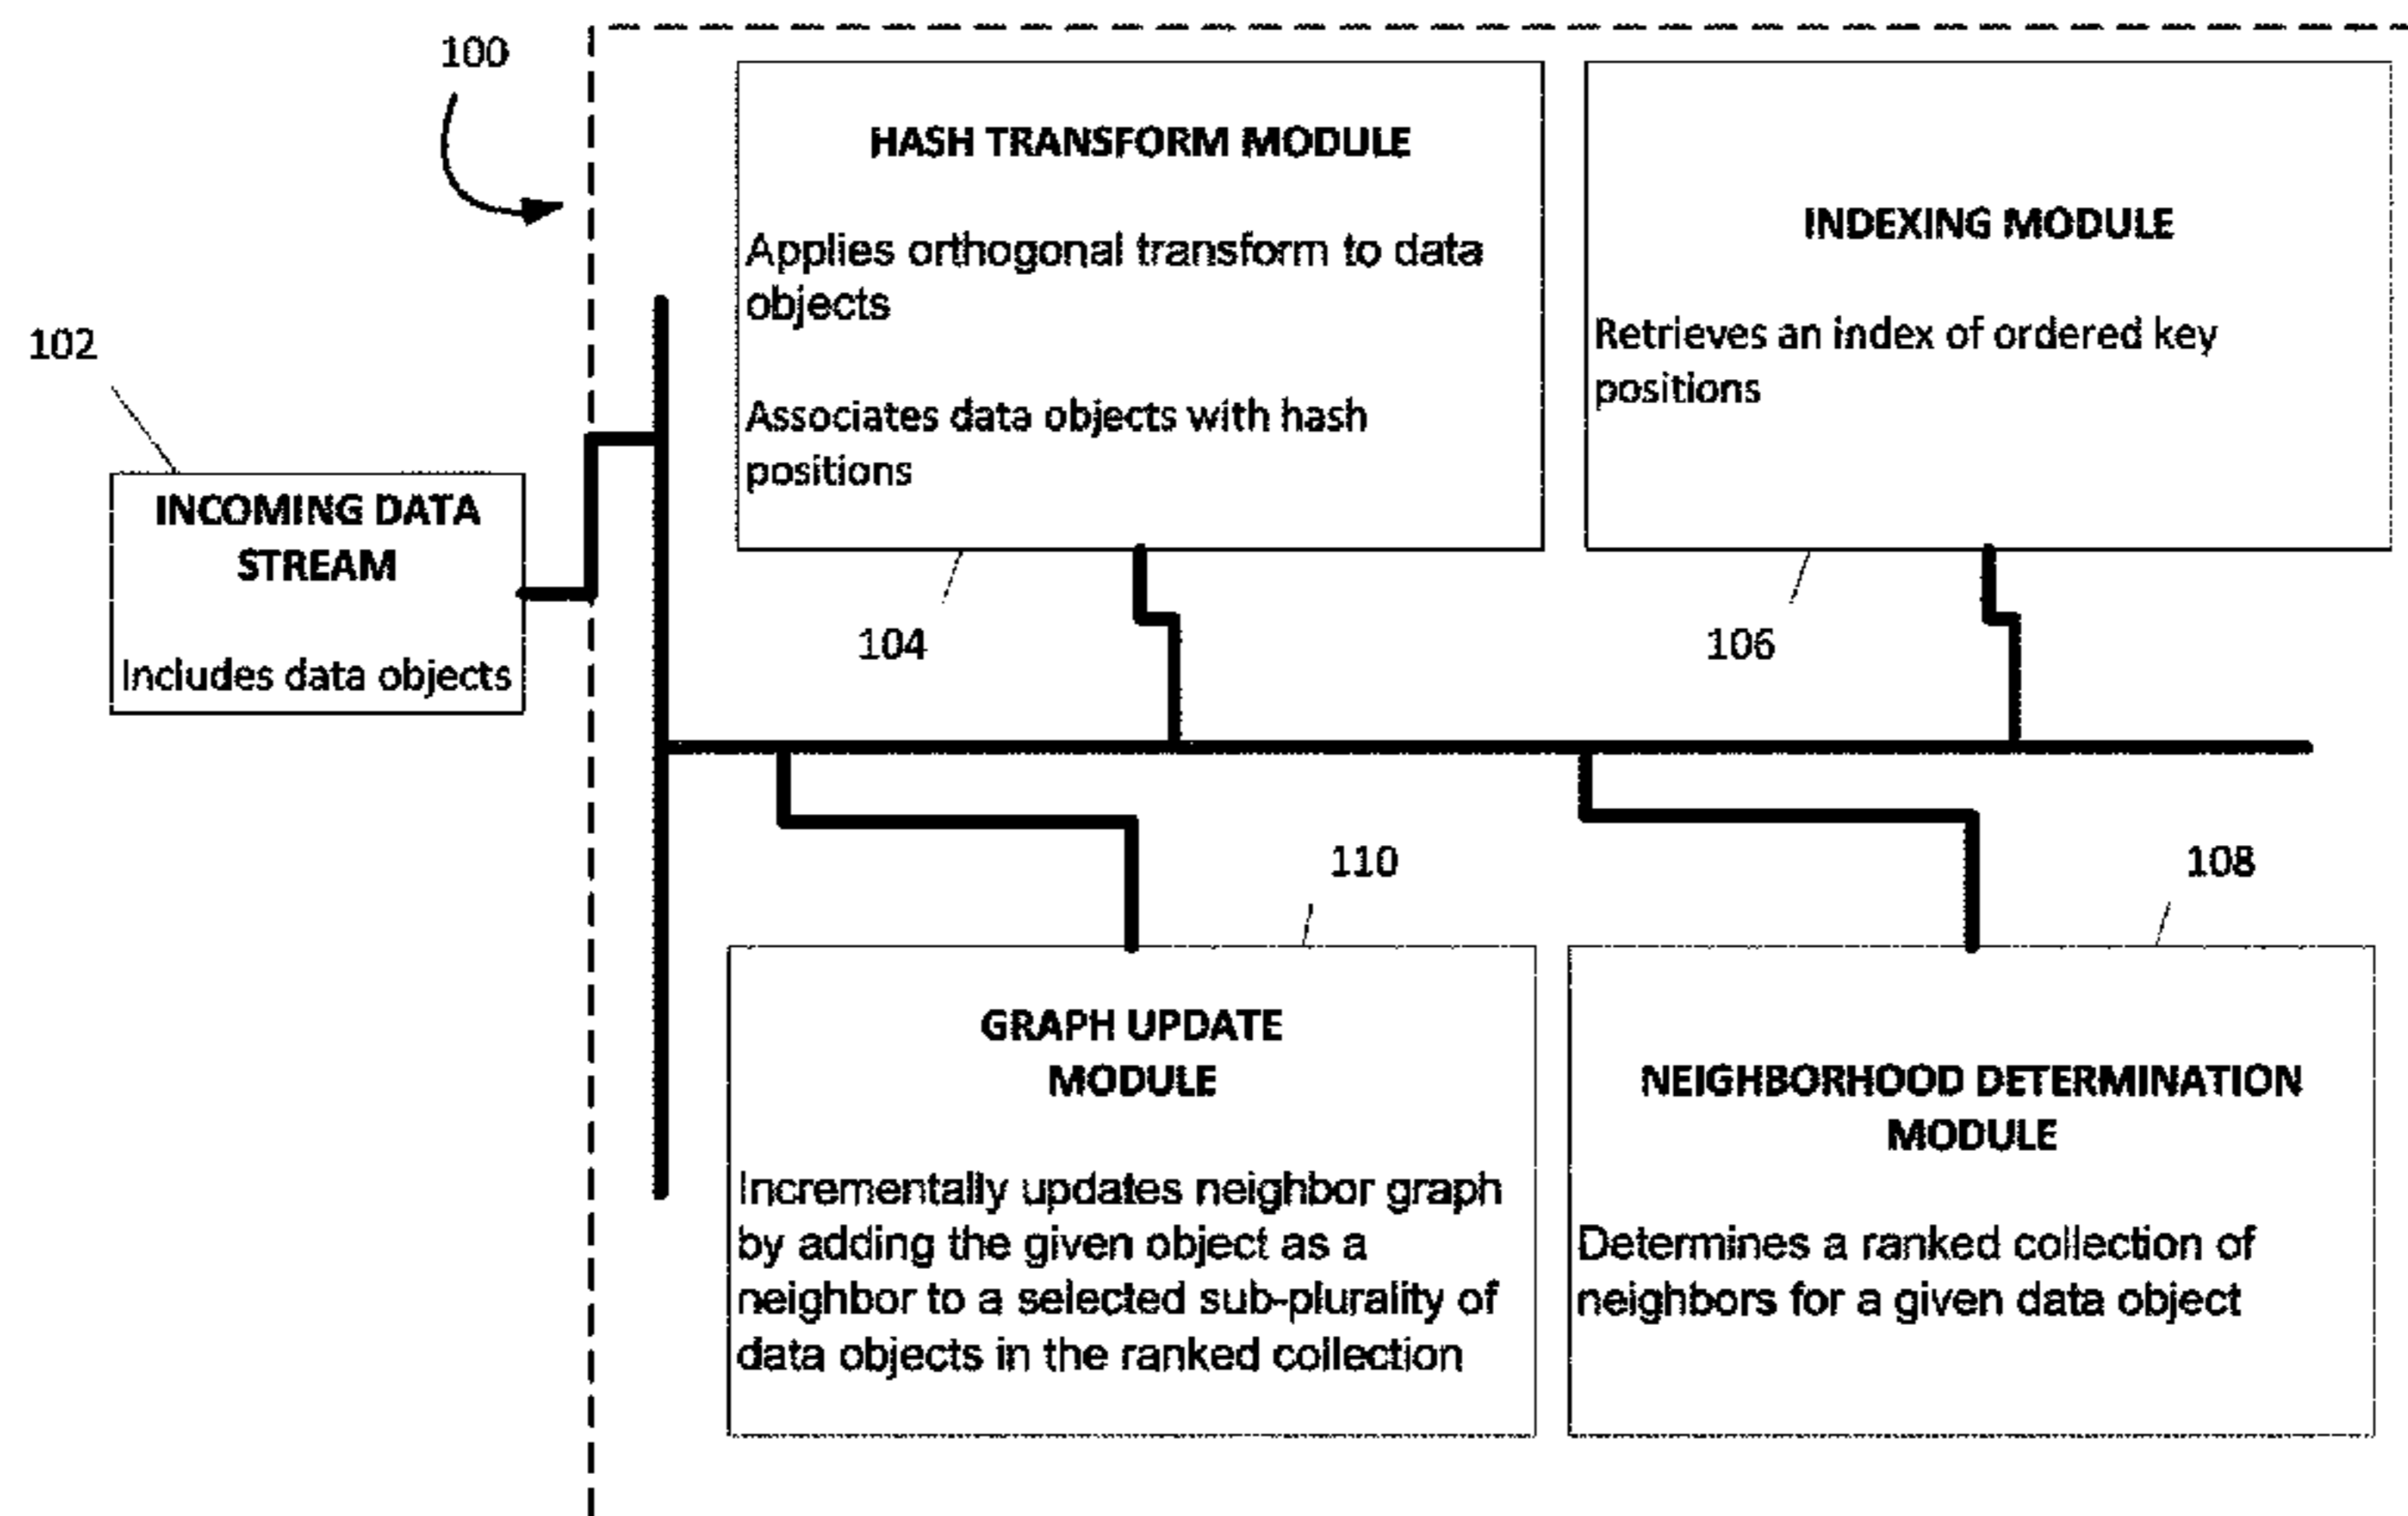 100
HASH TRANSFORM MODULE
Applies orthogonal transform to data
objects
Associates data objects with hash
positions
INDEXING MODULE
Retrieves an index of ordered key
positions
102
INCOMING DATA
STREAM
Includes data objects
104
106
110
108
GRAPH UPDATE
MODULE
Incrementally updates neighbor graph
by adding the given object as a
neighbor to a selected sub-plurality of
data objects in the ranked collection
NEIGHBORHOOD DETERMINATION
MODULE
Determines a ranked collection of
neighbors for a given data object